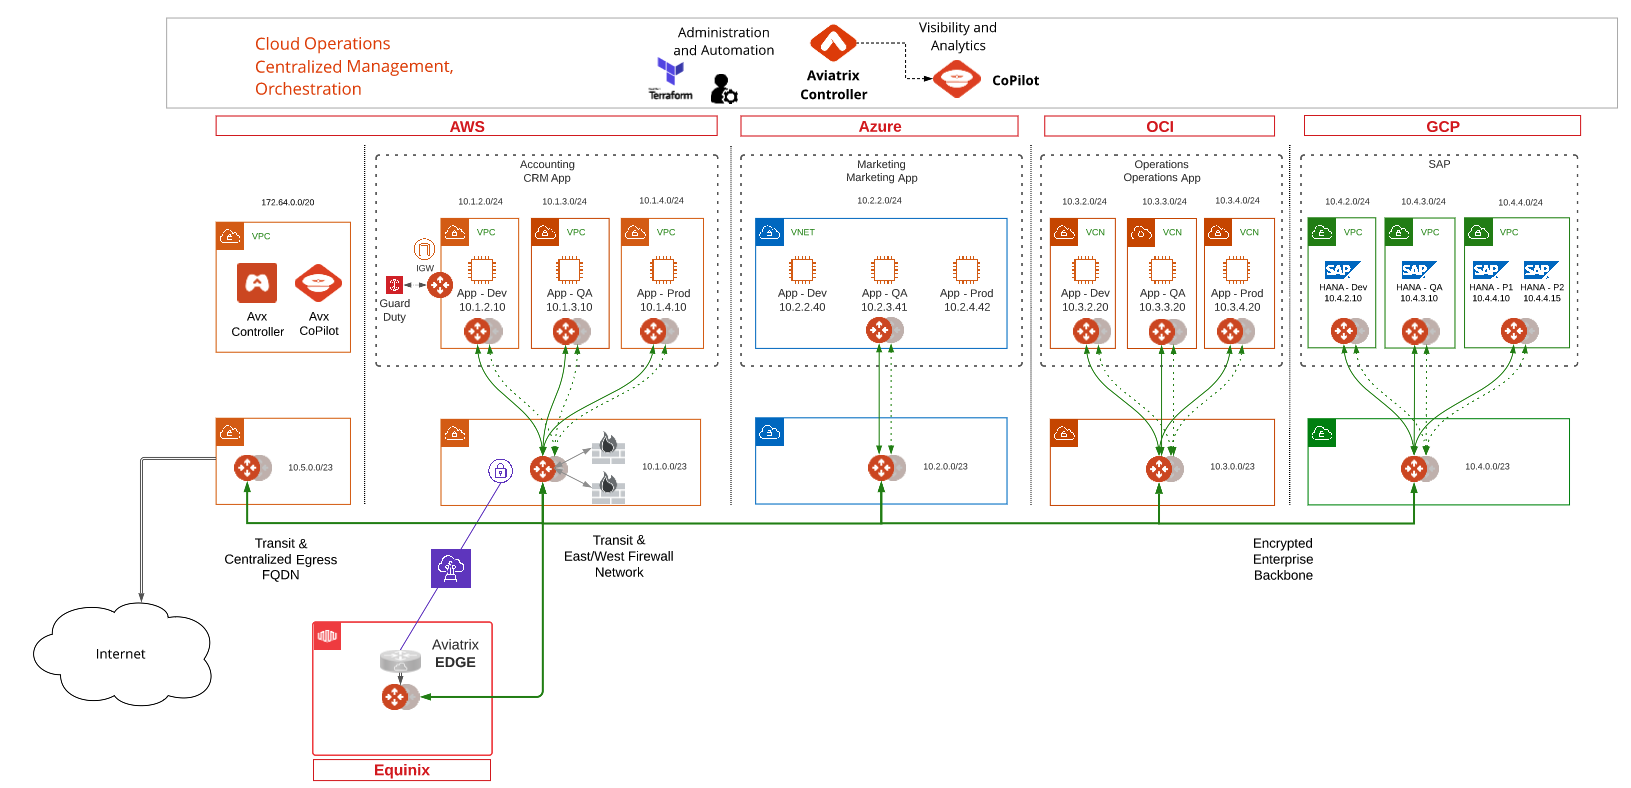 Cloud Operations
Centralized Management,
Orchestration
Administration
and Automation
Terraform
Aviatrix
Controller
Visibility and
Analytics
CoPilot
AWS
Azure
OCI
GCP
172.64.0.0/20
VPC
Avx
Controller
Avx
CoPilot
Accounting
CRM App
10.1.2.0/24
10.1.3.0/24
10.1.4.0/24
VPC
VPC
VPC
IGW
Guard
Duty
App - Dev
10.1.2.10
App - QA
10.1.3.10
App - Prod
10.1.4.10
Marketing
Marketing App
10.2.2.0/24
VNET
App - Dev
10.2.2.40
App - QA
10.2.3.41
App - Prod
10.2.4.42
Operations
Operations App
10.3.2.0/24
10.3.3.0/24
10.3.4.0/24
VCN
VCN
VCN
App - Dev
10.3.2.20
App - QA
10.3.3.20
App - Prod
10.3.4.20
SAP
10.4.2.0/24
10.4.3.0/24
10.4.4.0/24
VPC
VPC
VPC
SAP
SAP
SAP
SAP
HANA - Dev
10.4.2.10
HANA - QA
10.4.3.10
HANA - P1
10.4.4.10
HANA - P2
10.4.4.15
10.5.0.0/23
10.1.0.0/23
10.2.0.0/23
10.3.0.0/23
10.4.0.0/23
Transit &
Centralized Egress
FQDN
Transit &
East/West Firewall
Network
Encrypted
Enterprise
Backbone
Internet
Aviatrix
EDGE
Equinix